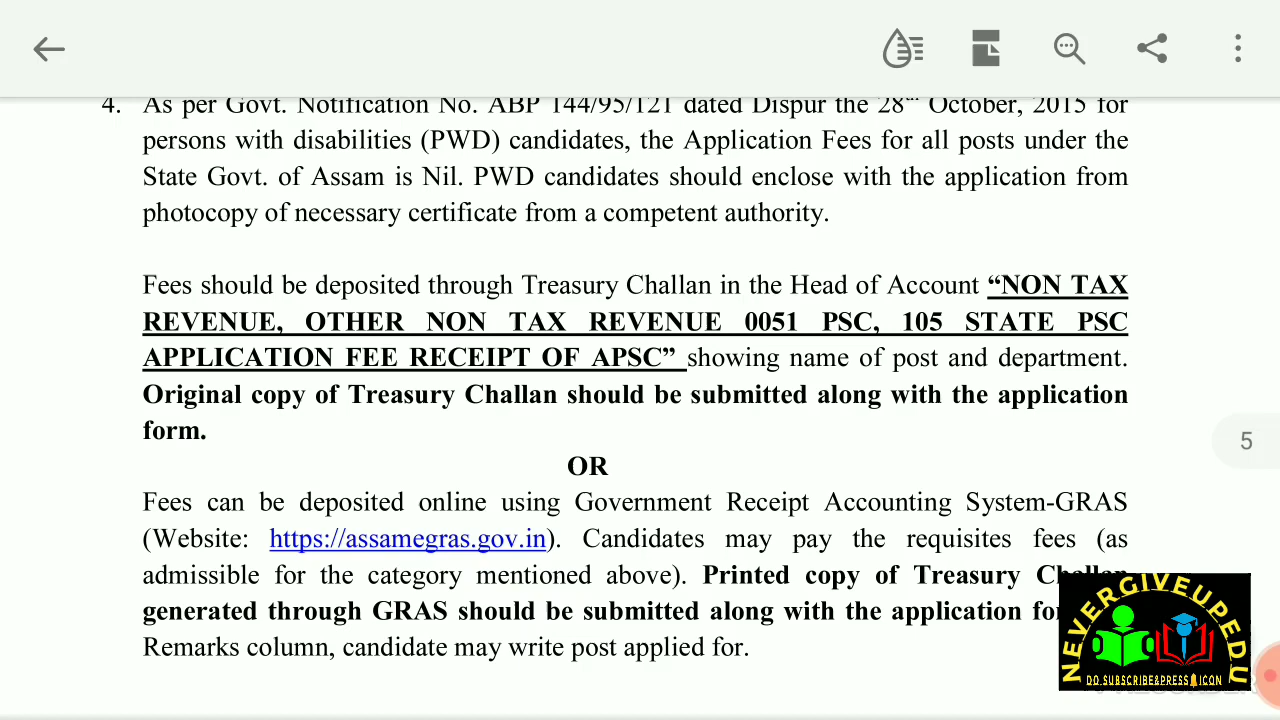 4. As per Govt. Notification No. ABP 144/95/121 dated Dispur the 28th October, 2015 for
persons with disabilities (PWD) candidates, the Application Fees for all posts under the
State Govt. of Assam is Nil. PWD candidates should enclose with the application from
photocopy of necessary certificate from a competent authority.
Fees should be deposited through Treasury Challan in the Head of Account “NON TAX
REVENUE, OTHER NON TAX REVENUE 0051 PSC, 105 STATE PSC
APPLICATION FEE RECEIPT OF APSC” showing name of post and department.
Original copy of Treasury Challan should be submitted along with the application
form.
5
OR
Fees can be deposited online using Government Receipt Accounting System-GRAS
(Website: https://assamegras.gov.in). Candidates may pay the requisites fees (as
admissible for the category mentioned above). Printed copy of Treasury
generated through GRAS should be submitted along with the application
Remarks column, candidate may write post applied for.
NEVERGIVEUPEDU
DO.SUBSCRIBE&PRESS ICON